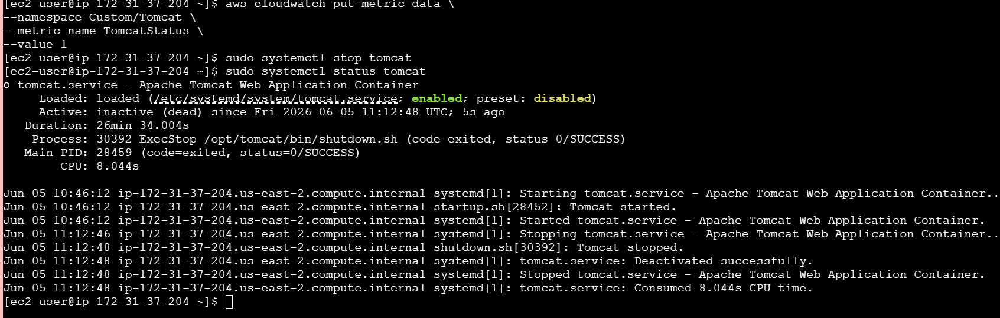 [ec2-user@ip-172-31-37-204 ~]$ aws cloudwatch put-metric-data \
--namespace Custom/Tomcat \
--metric-name TomcatStatus \
--value 1
[ec2-user@ip-172-31-37-204 ~]$ sudo systemctl stop tomcat
[ec2-user@ip-172-31-37-204 ~]$ sudo systemctl status tomcat
○ tomcat.service - Apache Tomcat Web Application Container
     Loaded: loaded (/etc/systemd/system/tomcat.service; enabled; preset: disabled)
     Active: inactive (dead) since Fri 2026-06-05 11:12:48 UTC; 5s ago
   Duration: 26min 34.004s
    Process: 30392 ExecStop=/opt/tomcat/bin/shutdown.sh (code=exited, status=0/SUCCESS)
   Main PID: 28459 (code=exited, status=0/SUCCESS)
        CPU: 8.044s
Jun 05 10:46:12 ip-172-31-37-204.us-east-2.compute.internal systemd[1]: Starting tomcat.service - Apache Tomcat Web Application Container..
Jun 05 10:46:12 ip-172-31-37-204.us-east-2.compute.internal startup.sh[28452]: Tomcat started.
Jun 05 10:46:12 ip-172-31-37-204.us-east-2.compute.internal systemd[1]: Started tomcat.service - Apache Tomcat Web Application Container.
Jun 05 11:12:46 ip-172-31-37-204.us-east-2.compute.internal systemd[1]: Stopping tomcat.service - Apache Tomcat Web Application Container..
Jun 05 11:12:48 ip-172-31-37-204.us-east-2.compute.internal shutdown.sh[30392]: Tomcat stopped.
Jun 05 11:12:48 ip-172-31-37-204.us-east-2.compute.internal systemd[1]: tomcat.service: Deactivated successfully.
Jun 05 11:12:48 ip-172-31-37-204.us-east-2.compute.internal systemd[1]: Stopped tomcat.service - Apache Tomcat Web Application Container.
Jun 05 11:12:48 ip-172-31-37-204.us-east-2.compute.internal systemd[1]: tomcat.service: Consumed 8.044s CPU time.
[ec2-user@ip-172-31-37-204 ~]$